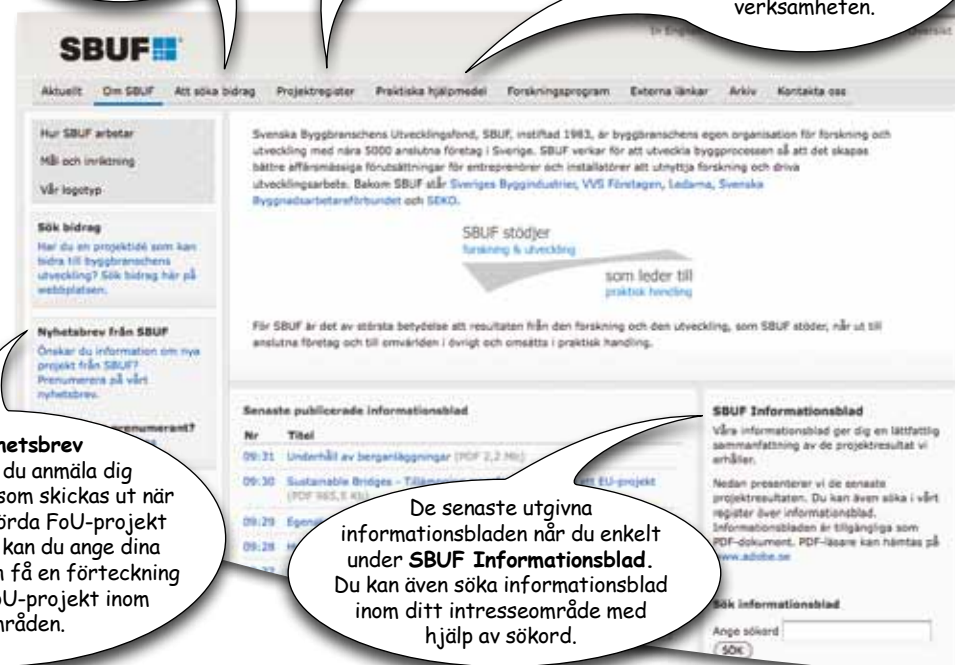 verksamheten.
In English
SBUF
Aktuellt Om SBUF Att söka bidrag Projektregister Praktiska hjälpmedel Forskningsprogram Externa länkar Arkiv Kontakta oss
Hur SBUF arbetar
Mål och inriktning
Vår logotyp
Svenska Byggbranschens Utvecklingsfond, SBUF, instiftad 1983, är byggbranschens egen organisation för forskning och
utveckling med nära 5000 anslutna företag i Sverige. SBUF verkar för att utveckla byggprocessen så att det skapas
bättre affärsmässiga förutsättningar för entreprenörer och installatörer att utnyttja forskning och driva
utvecklingsarbete. Bakom SBUF står Sveriges Byggindustrier, VVS Företagen, Ledarna, Svenska
Byggnadsarbetareförbundet och SEKO.
Sök bidrag
Har du en projektidé som kan
bidra till byggbranschens
utveckling? Sök bidrag här på
webbplatsen.
SBUF stödjer
forskning & utveckling
som leder till
praktisk handling
För SBUF är det av största betydelse att resultaten från den forskning och den utveckling, som SBUF stöder, når ut till
anslutna företag och till omvärlden i övrigt och omsätts i praktisk handling.
Nyhetsbrev från SBUF
Önskar du information om nya
projekt från SBUF?
Prenumerera på vårt
nyhetsbrev.
prenumerant?
hetsbrev
du anmäla dig
som skickas ut när
örda FoU-projekt
kan du ange dina
få en förteckning
oU-projekt inom
mråden.
Senaste publicerade informationsblad
Nr Titel
09:31 Underhåll av berganläggningar (PDF 2,2 Mb)
09:30 Sustainable Bridges - ett EU-projekt
(PDF 965,5 Kb)
09:29
09:28
De senaste utgivna
informationsbladen når du enkelt
under SBUF Informationsblad.
Du kan även söka informationsblad
inom ditt intresseområde med
hjälp av sökord.
SBUF Informationsblad
Våra informationsblad ger dig en lättfattlig
sammanfattning av de projektresultat vi
erhåller.
Nedan presenterar vi de senaste
projektresultaten. Du kan även söka i vårt
register över informationsblad.
Informationsbladen är tillgängliga som
PDF-dokument. PDF-läsare kan hämtas på
www.adobe.se
Sök informationsblad
Ange sökord
SÖK